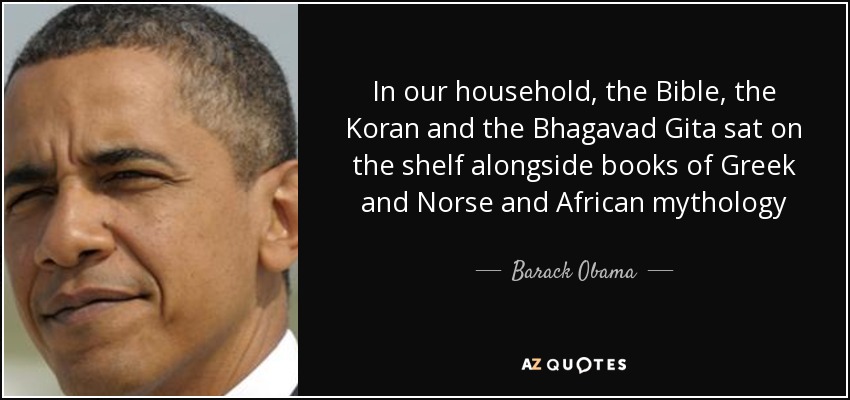 In our household, the Bible, the
Koran and the Bhagavad Gita sat on
the shelf alongside books of Greek
and Norse and African mythology
Barack Obama
AZ QUOTES